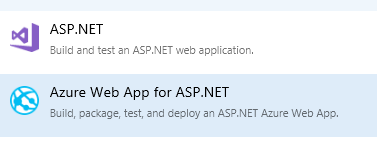 ASP.NET
Build and test an ASP.NET web application.
Azure Web App for ASP.NET
Build, package, test, and deploy an ASP.NET Azure Web App.